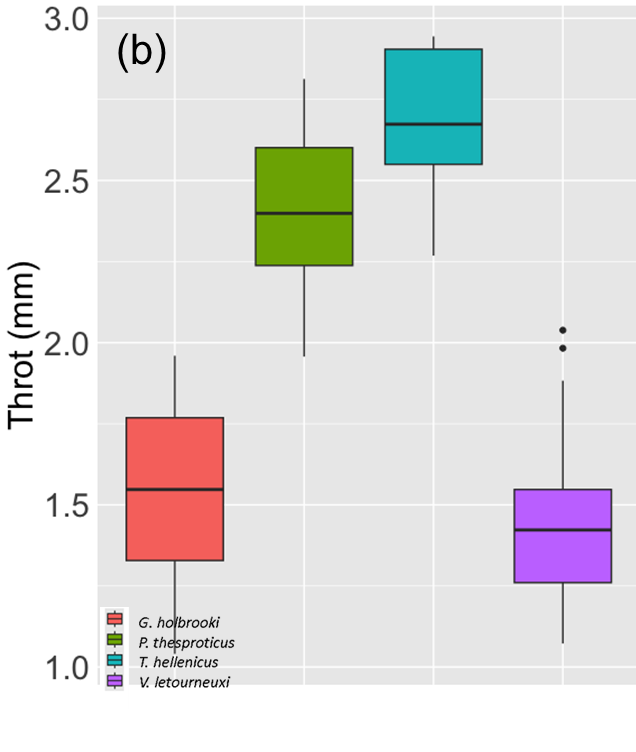 3.0
(b)
2.5
Throt (mm)
2.0
1.5
G. holbrooki
P. thesproticus
T. hellenicus
1.0
V. letourneuxi